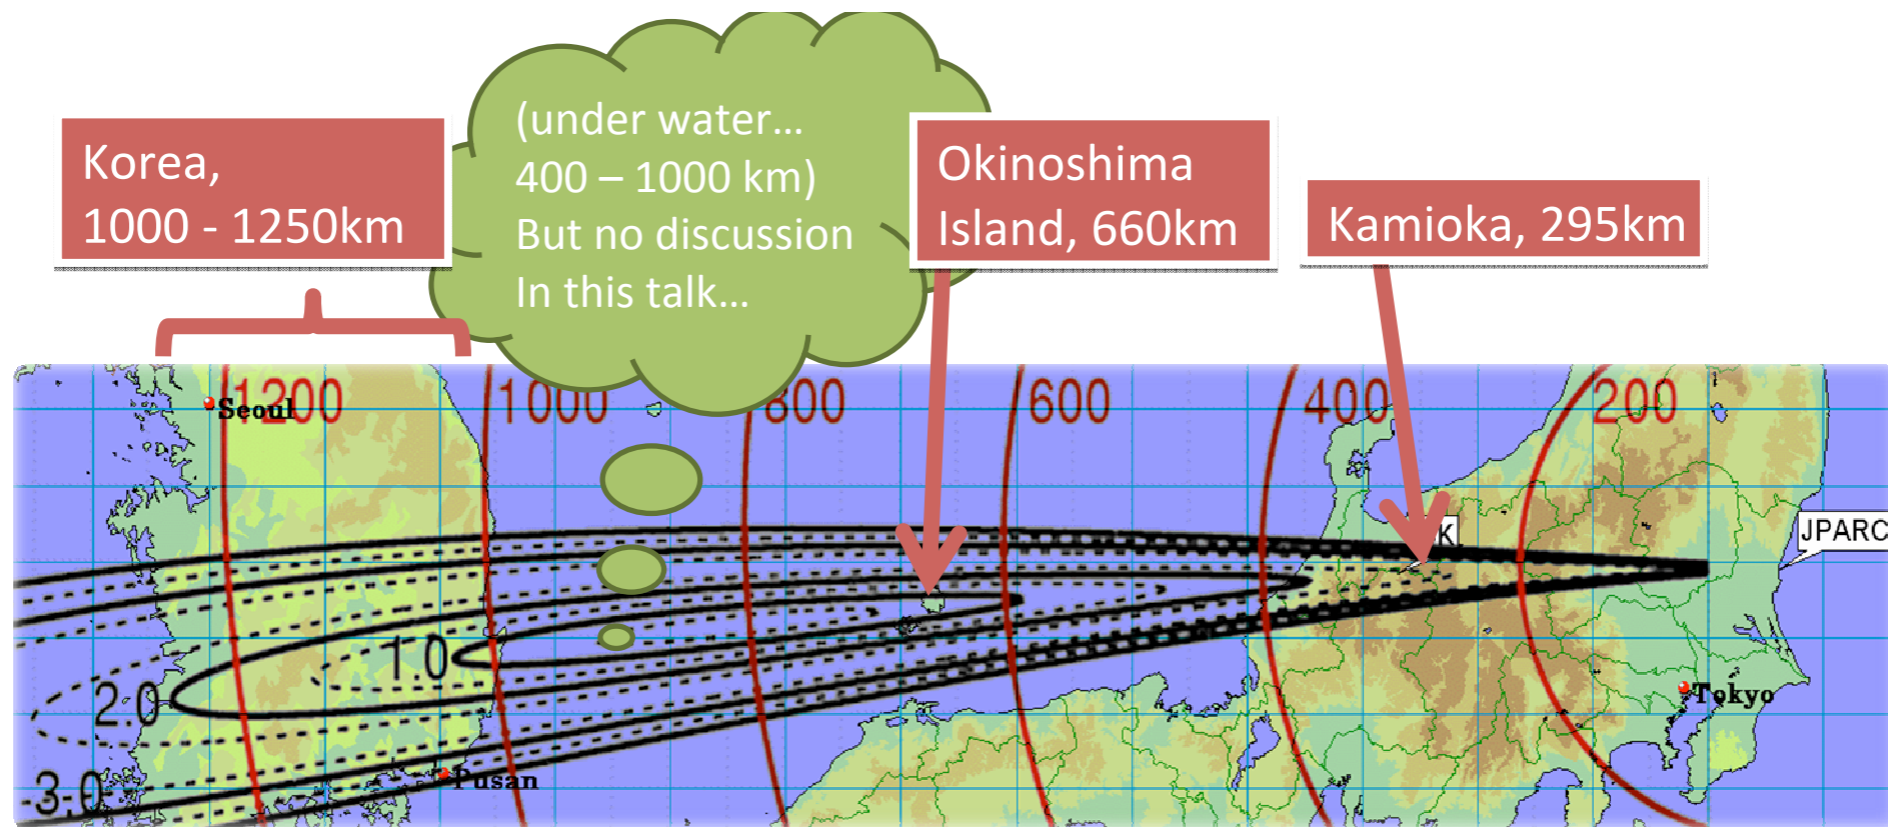 (under water…
400 – 1000 km)
But no discussion
In this talk…
Korea,
1000 - 1250km
Okinoshima
Island, 660km
Kamioka, 295km
1200
1000
800
600
400
200
Seoul
K
JPARC
1.0
2.0
Tokyo
Pusan
3.0